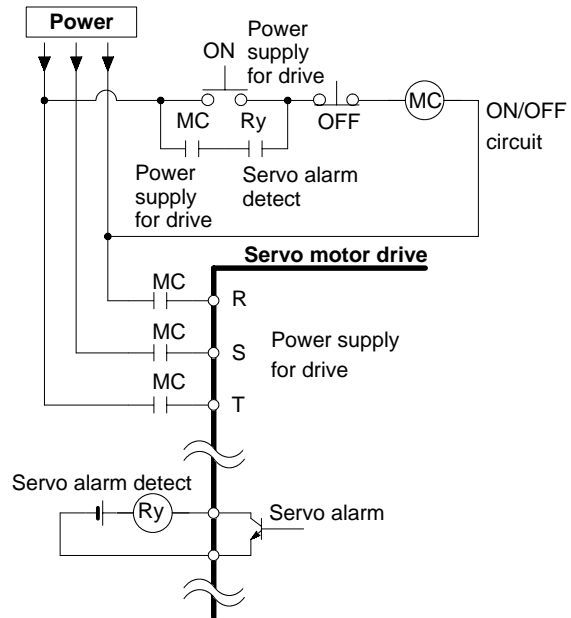 Power
ON
Power
supply
for drive
MC
Ry
OFF
MC
ON/OFF
circuit
Power
supply
for drive
Servo alarm
detect
Servo motor drive
MC
R
MC
S
Power supply
for drive
MC
T
Servo alarm detect
Ry
Servo alarm